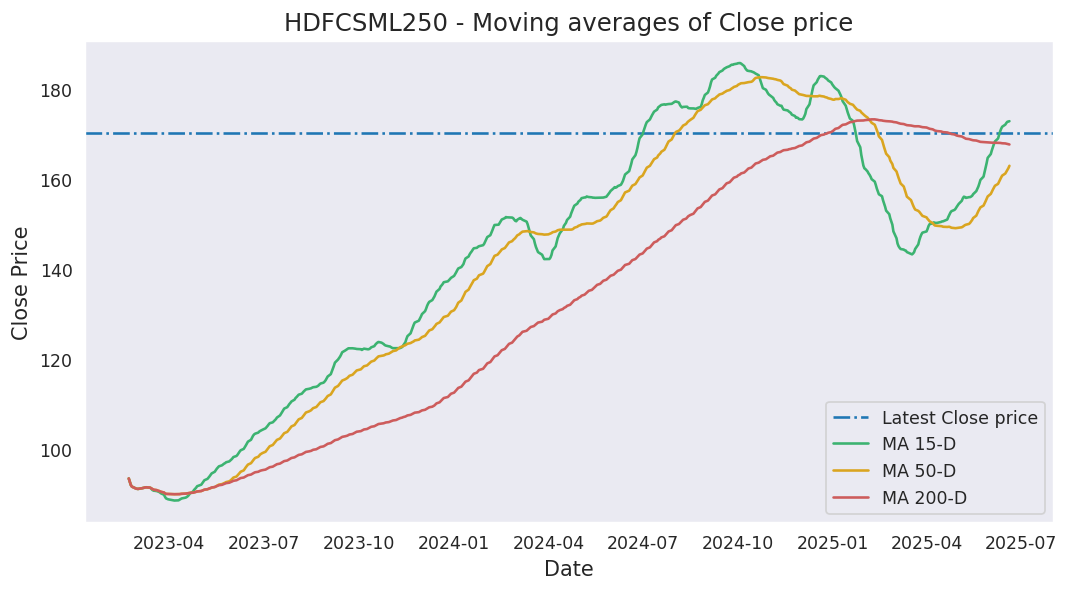 HDFCSML250 - Moving averages of Close price
Close Price
180
160
140
120
100
Latest Close price
MA 15-D
MA 50-D
MA 200-D
2023-04 2023-07 2023-10 2024-01 2024-04 2024-07 2024-10 2025-01 2025-04 2025-07
Date